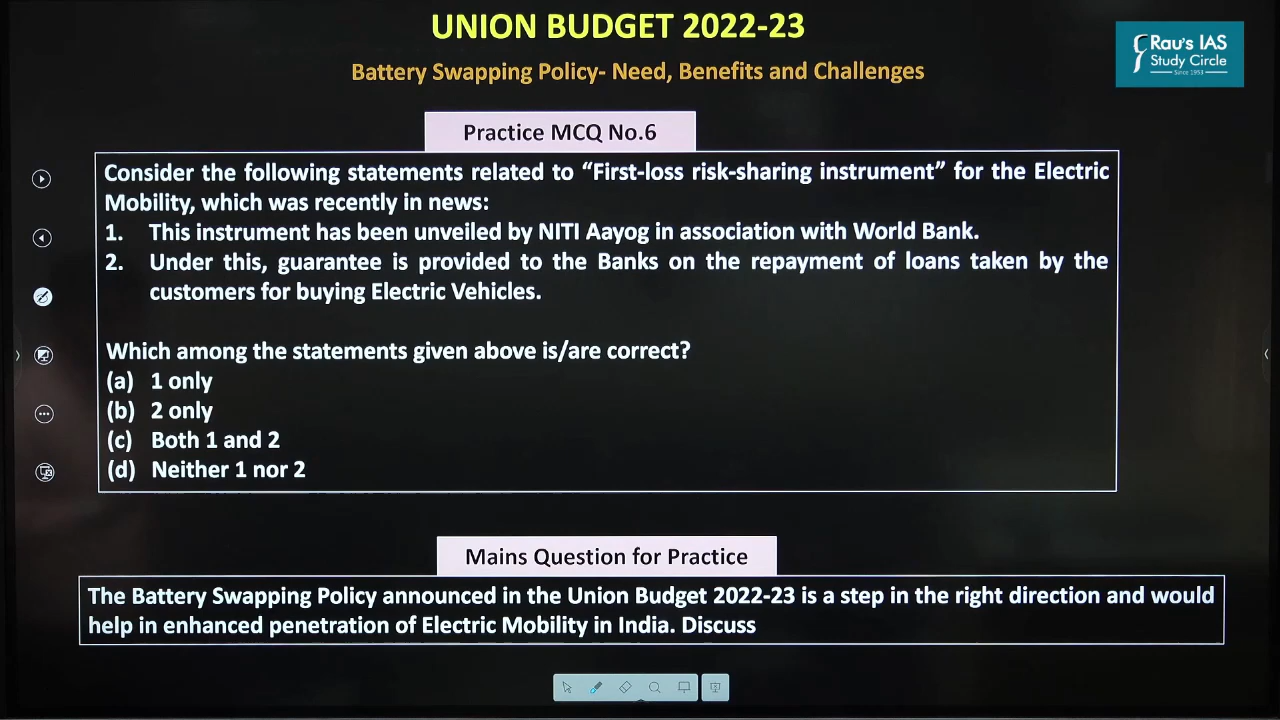 UNION BUDGET 2022-23
Rau's IAS
Study Circle
Since 1953
Battery Swapping Policy- Need, Benefits and Challenges
Practice MCQ No.6
Consider the following statements related to “First-loss risk-sharing instrument” for the Electric
Mobility, which was recently in news:
1. This instrument has been unveiled by NITI Aayog in association with World Bank.
2. Under this, guarantee is provided to the Banks on the repayment of loans taken by the
customers for buying Electric Vehicles.
Which among the statements given above is/are correct?
(a) 1 only
(b) 2 only
(c) Both 1 and 2
(d) Neither 1 nor 2
Mains Question for Practice
The Battery Swapping Policy announced in the Union Budget 2022-23 is a step in the right direction and would
help in enhanced penetration of Electric Mobility in India. Discuss